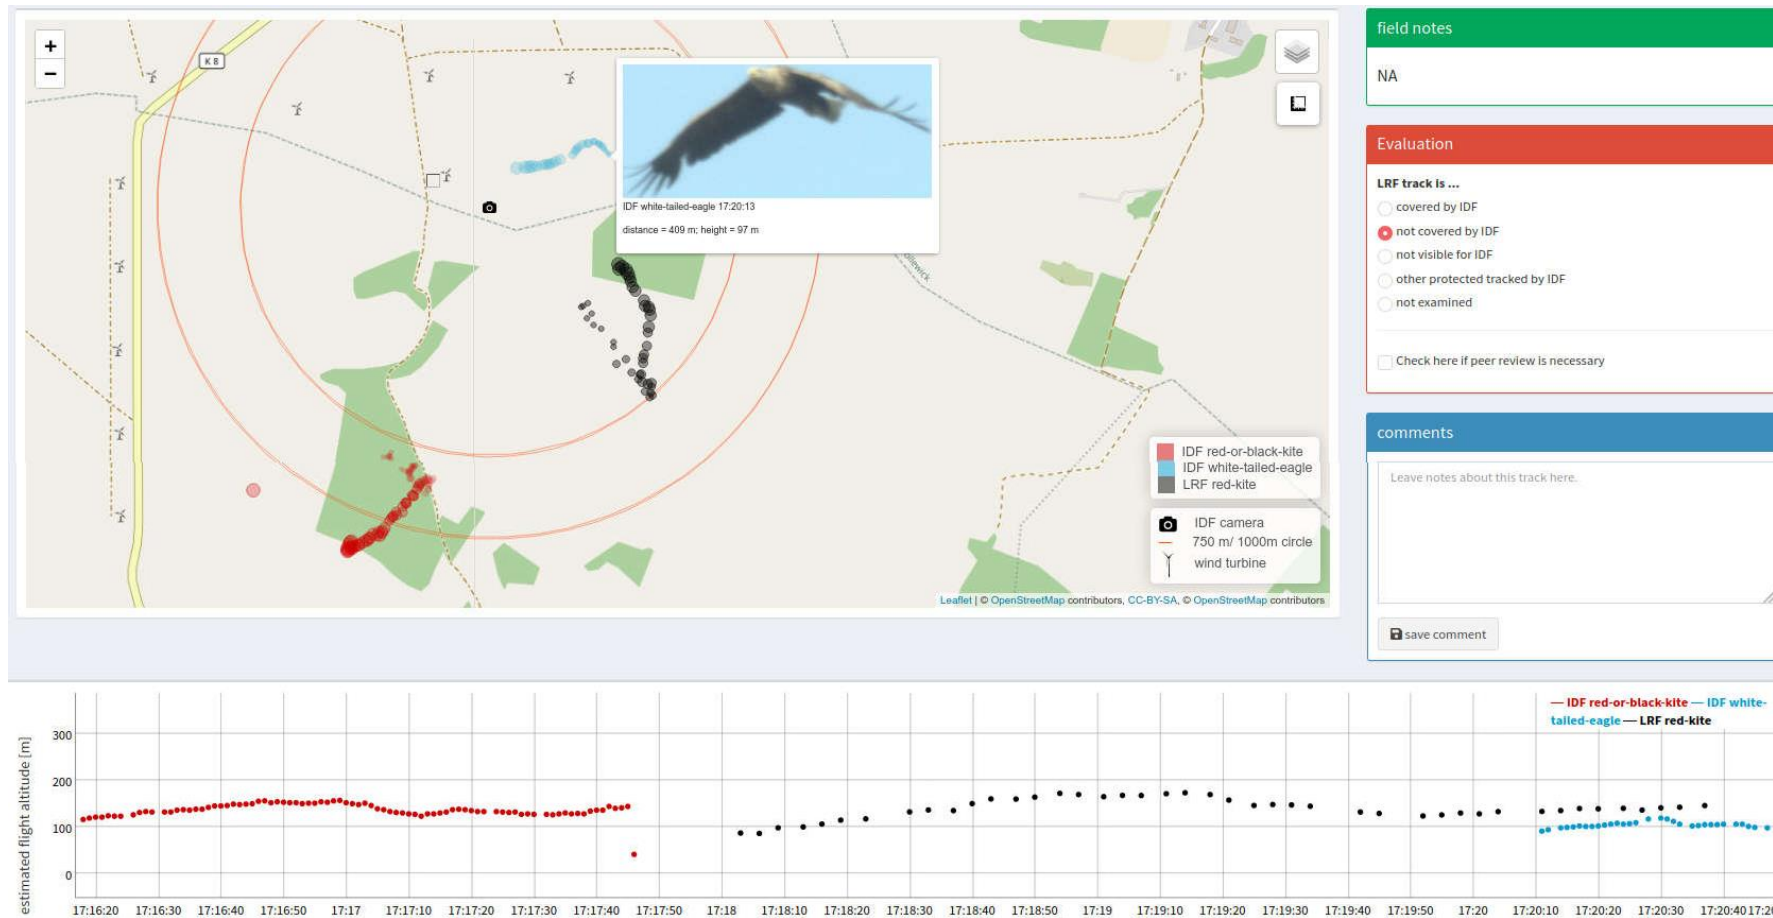 +
−
K 8
IDF white-tailed-eagle 17:20:13
distance = 409 m; height = 97 m
IDF red-or-black-kite
IDF white-tailed-eagle
LRF red-kite
IDF camera
750 m/ 1000m circle
wind turbine
Leaflet | © OpenStreetMap contributors, CC-BY-SA, © OpenStreetMap contributors
field notes
NA
Evaluation
LRF track is ...
covered by IDF
not covered by IDF
not visible for IDF
other protected tracked by IDF
not examined
Check here if peer review is necessary
comments
Leave notes about this track here.
save comment
— IDF red-or-black-kite — IDF white-
tailed-eagle — LRF red-kite
estimated flight altitude [m]
300
200
100
0
17:16:20 17:16:30 17:16:40 17:16:50 17:17 17:17:10 17:17:20 17:17:30 17:17:40 17:17:50 17:18 17:18:10 17:18:20 17:18:30 17:18:40 17:18:50 17:19 17:19:10 17:19:20 17:19:30 17:19:40 17:19:50 17:20 17:20:10 17:20:20 17:20:30 17:20:40 17:2